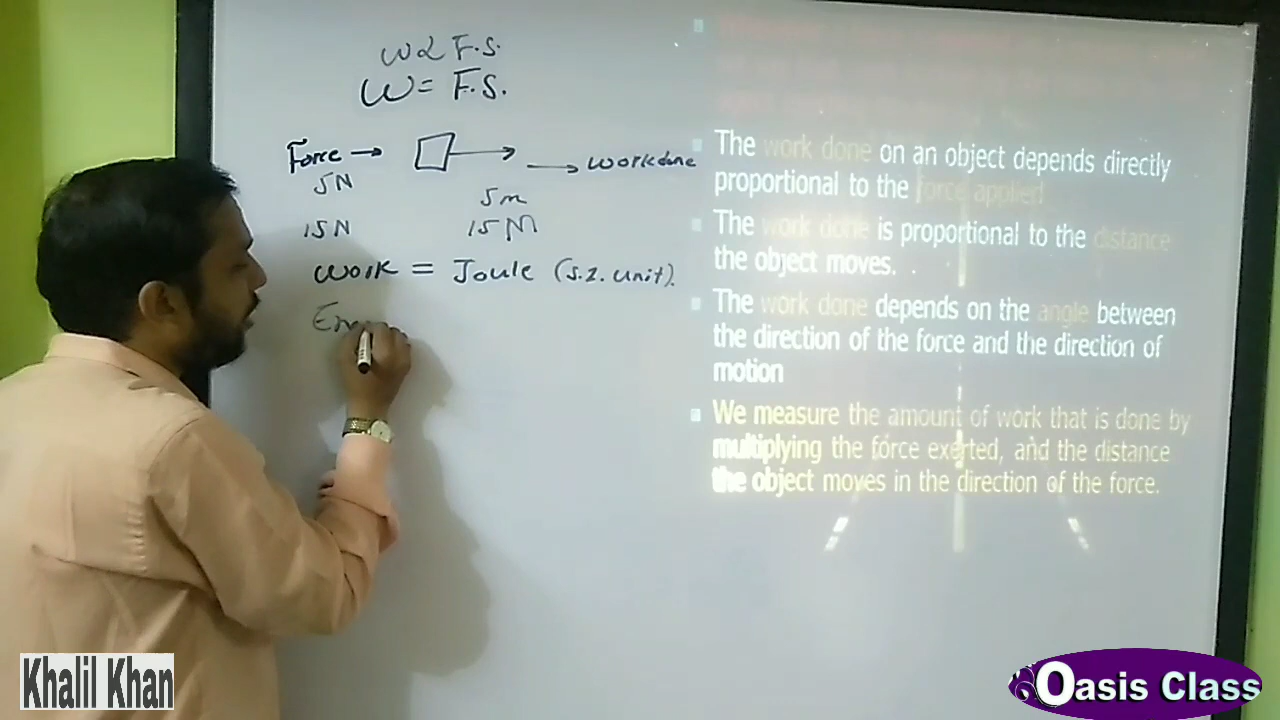 W∝ F.S.
W= F.S.
Force → → → workdone
5N 5m
15N 15M
work = Joule (S.I. unit).
The work done on an object depends directly
proportional to the force applied
The work done is proportional to the distance
the object moves.
The work done depends on the angle between
the direction of the force and the direction of
motion
We measure the amount of work that is done by
multiplying the force exerted, and the distance
the object moves in the direction of the force.
Khalil Khan
Oasis Class